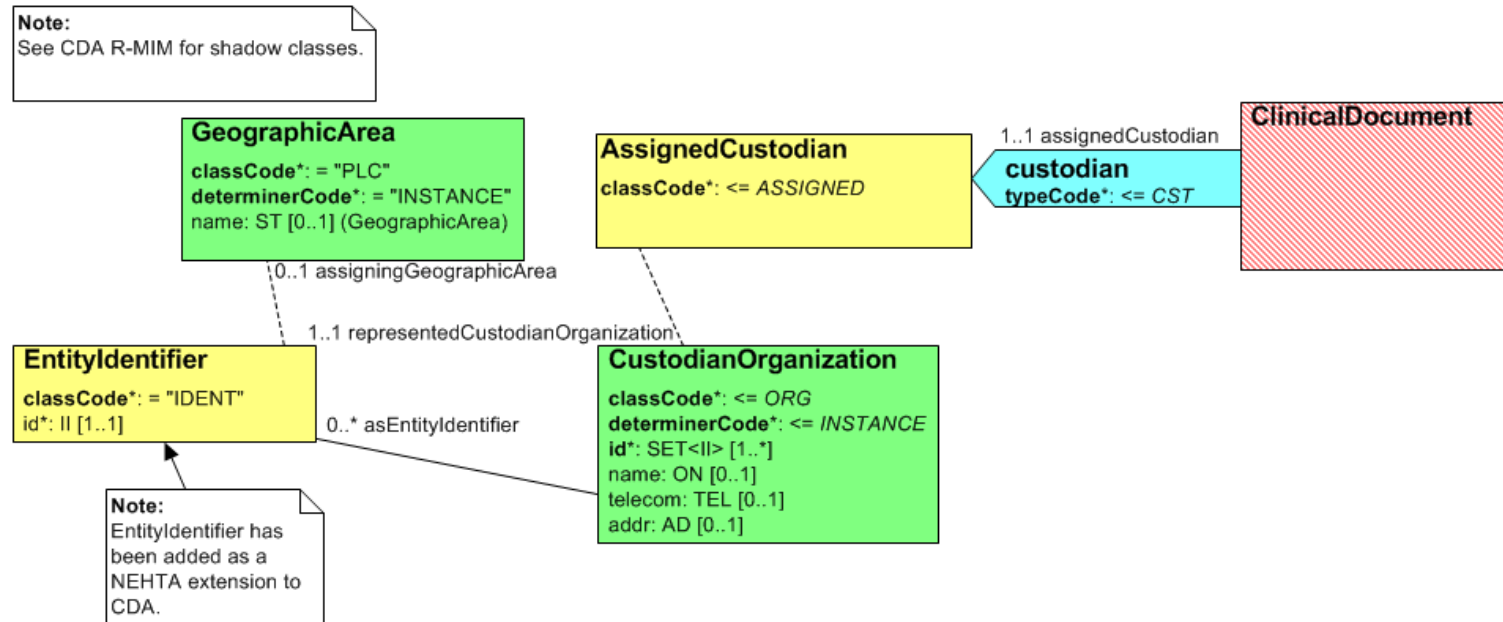 Note:
See CDA R-MIM for shadow classes.
GeographicArea
classCode*: = "PLC"
determinerCode*: = "INSTANCE"
name: ST [0..1] (GeographicArea)
0..1 assigningGeographicArea
AssignedCustodian
classCode*: <= ASSIGNED
1..1 assignedCustodian
custodian
typeCode*: <= CST
ClinicalDocument
1..1 representedCustodianOrganization
EntityIdentifier
classCode*: = "IDENT"
id*: II [1..1]
0..* asEntityIdentifier
CustodianOrganization
classCode*: <= ORG
determinerCode*: <= INSTANCE
id*: SET<II> [1..*]
name: ON [0..1]
telecom: TEL [0..1]
addr: AD [0..1]
Note:
EntityIdentifier has
been added as a
NEHTA extension to
CDA.